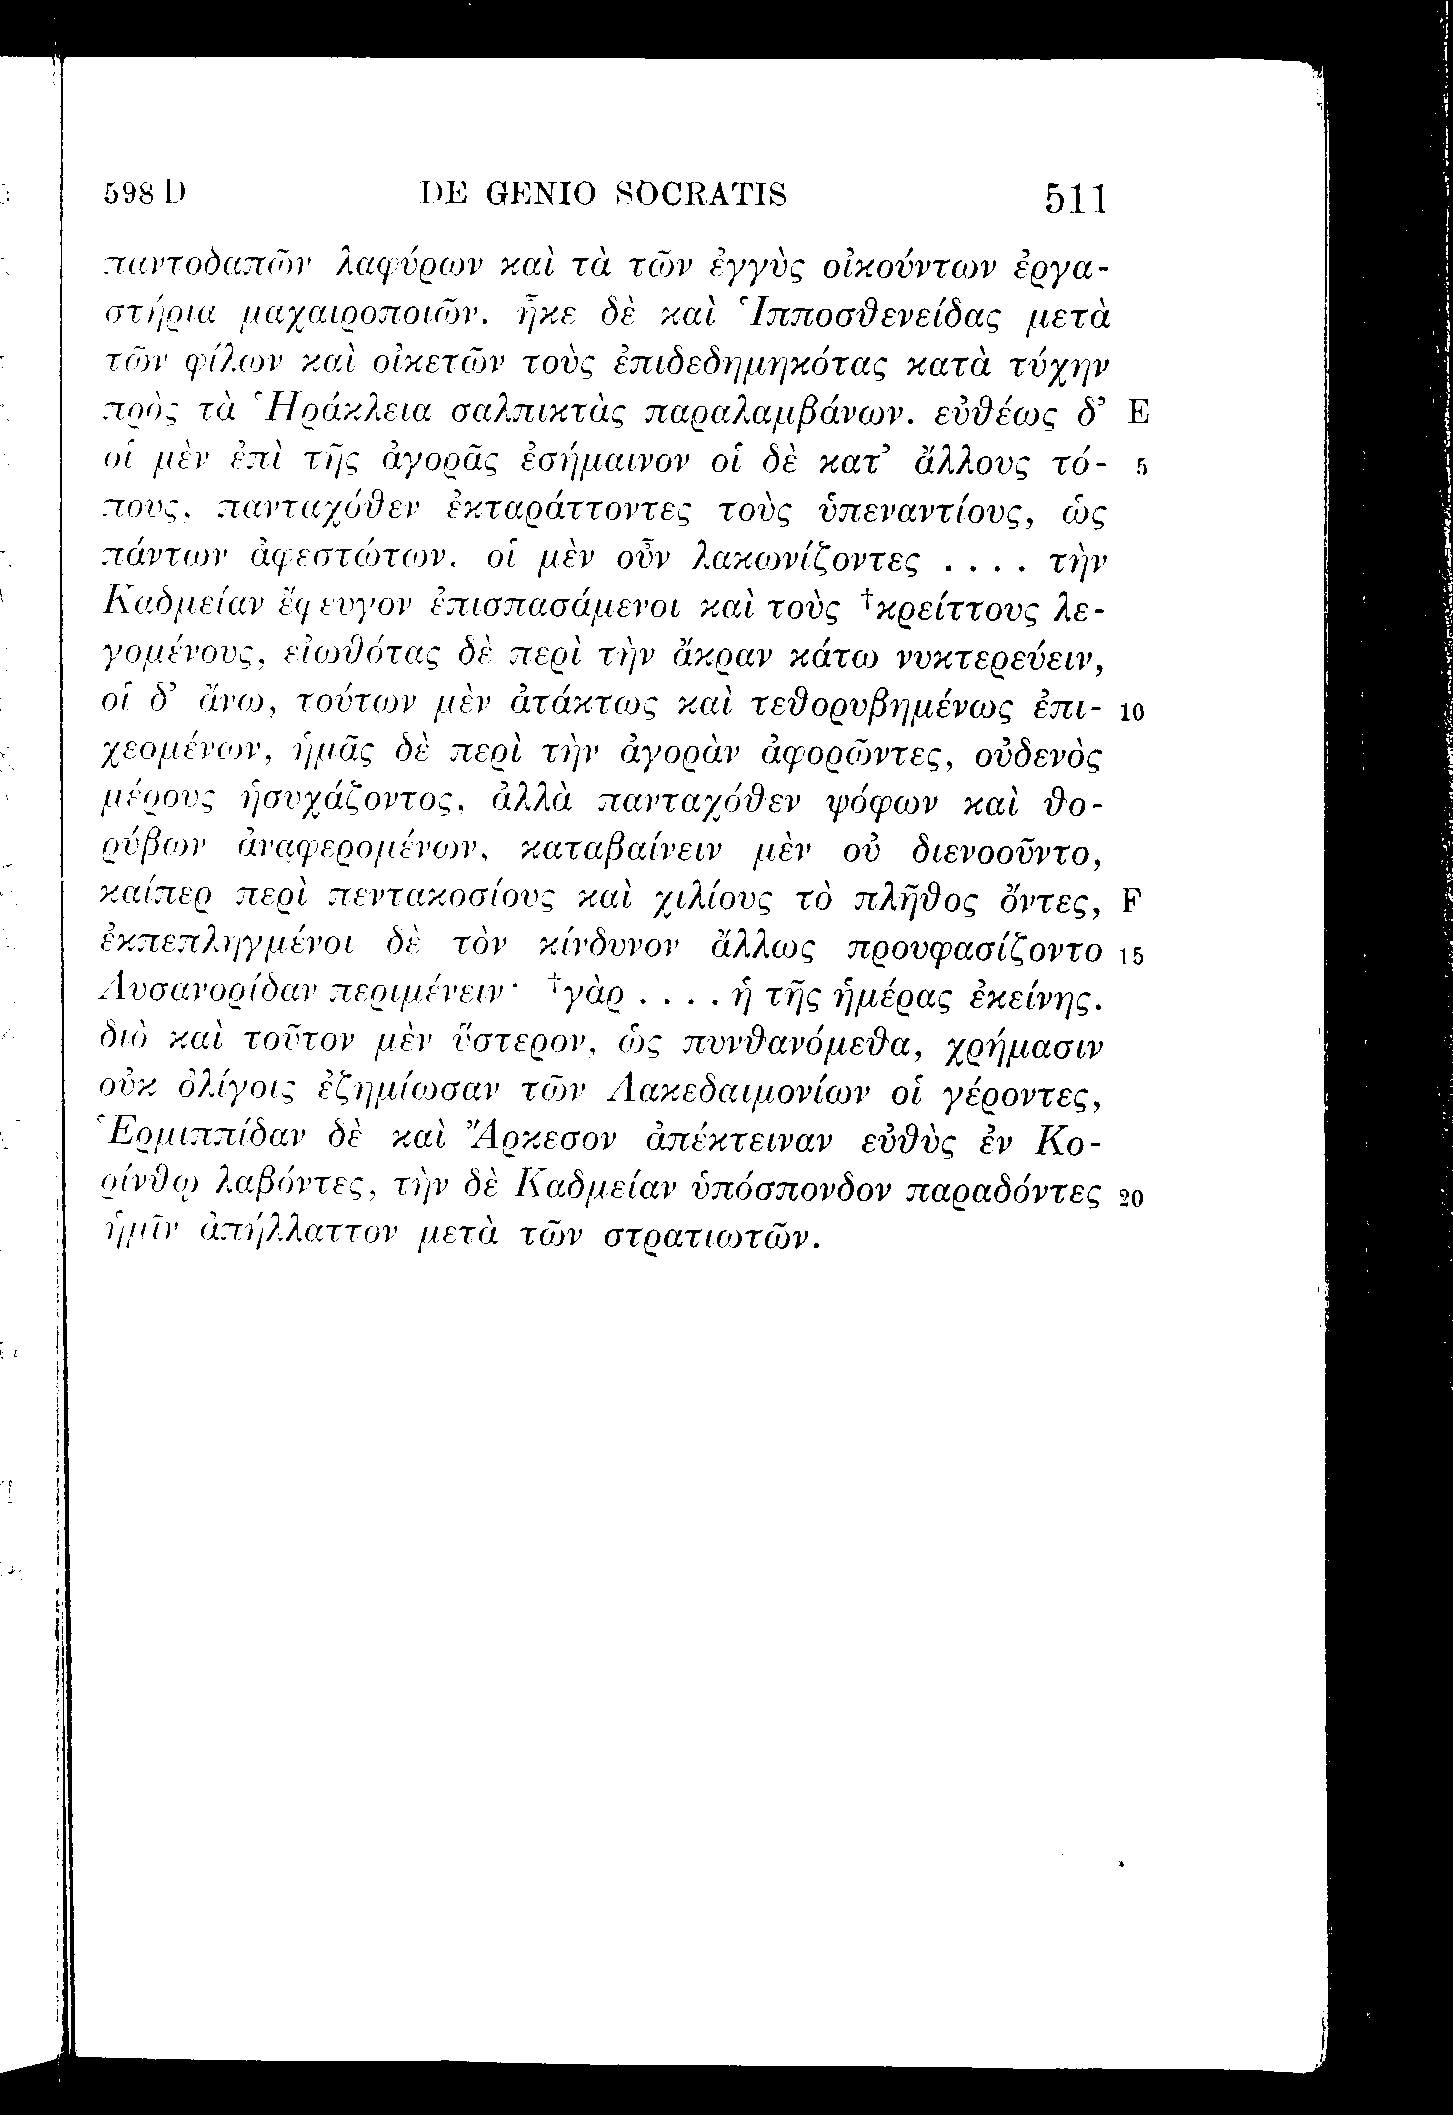 598 D DE GENIO SOCRATIS 511
παντοδαπῶν λαφύρων καὶ τὰ τῶν ἐγγὺς οἰκούντων ἐργα-
στήρια μαχαιροποιῶν. ἧκε δὲ καὶ Ἱπποσθενείδας μετὰ
τῶν φίλων καὶ οἰκετῶν τοὺς ἐπιδεδημηκότας κατὰ τύχην
πρὸς τὰ Ἡράκλεια σαλπικτὰς παραλαμβάνων. εὐθέως δ’ E
οἱ μὲν ἐπὶ τῆς ἀγορᾶς ἐσήμαινον οἱ δὲ κατ’ ἄλλους τό- 5
πους, πανταχόθεν ἐκταράττοντες τοὺς ὑπεναντίους, ὡς
πάντων ἀφεστώτων. οἱ μὲν οὖν λακωνίζοντες .... τὴν
Καδμείαν ἔφευγον ἐπισπασάμενοι καὶ τοὺς †κρείττους λε-
γομένους, εἰωθότας δὲ περὶ τὴν ἄκραν κάτω νυκτερεύειν,
οἱ δ’ ἄνω, τούτων μὲν ἀτάκτως καὶ τεθορυβημένως ἐπι- 10
χεομένων, ἡμᾶς δὲ περὶ τὴν ἀγορὰν ἀφορῶντες, οὐδενὸς
μέρους ἡσυχάζοντος, ἀλλὰ πανταχόθεν ψόφων καὶ θο-
ρύβων ἀναφερομένων, καταβαίνειν μὲν οὐ διενοοῦντο,
καίπερ περὶ πεντακοσίους καὶ χιλίους τὸ πλῆθος ὄντες, F
ἐκπεπληγμένοι δὲ τὸν κίνδυνον ἄλλως προυφασίζοντο 15
Λυσανορίδαν περιμένειν· †γὰρ .... ἡ τῆς ἡμέρας ἐκείνης.
διὸ καὶ τοῦτον μὲν ὕστερον, ὡς πυνθανόμεθα, χρήμασιν
οὐκ ὀλίγοις ἐζημίωσαν τῶν Λακεδαιμονίων οἱ γέροντες,
Ἑρμιππίδαν δὲ καὶ Ἄρκεσον ἀπέκτειναν εὐθὺς ἐν Κο-
ρίνθῳ λαβόντες, τὴν δὲ Καδμείαν ὑπόσπονδον παραδόντες 20
ἡμῖν ἀπήλλαττον μετὰ τῶν στρατιωτῶν.